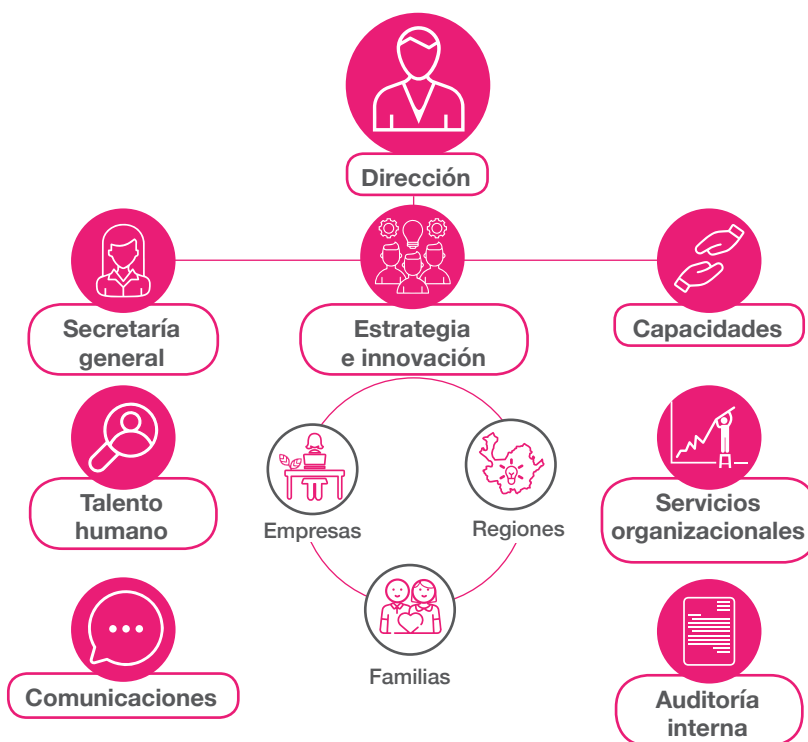 Dirección
Secretaría
general
Estrategia
e innovación
Capacidades
Talento
humano
Empresas
Regiones
Servicios
organizacionales
Familias
Comunicaciones
Auditoría
interna